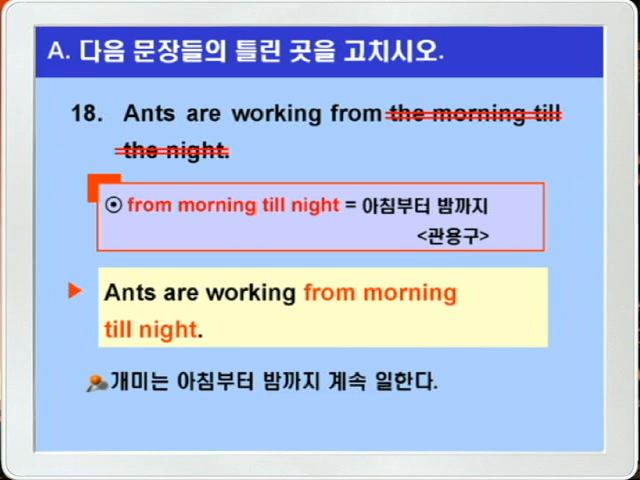 A. 다음 문장들의 틀린 곳을 고치시오.
18. Ants are working from the morning till
the night.
⊙ from morning till night = 아침부터 밤까지
<관용구>
▶ Ants are working from morning
till night.
개미는 아침부터 밤까지 계속 일한다.